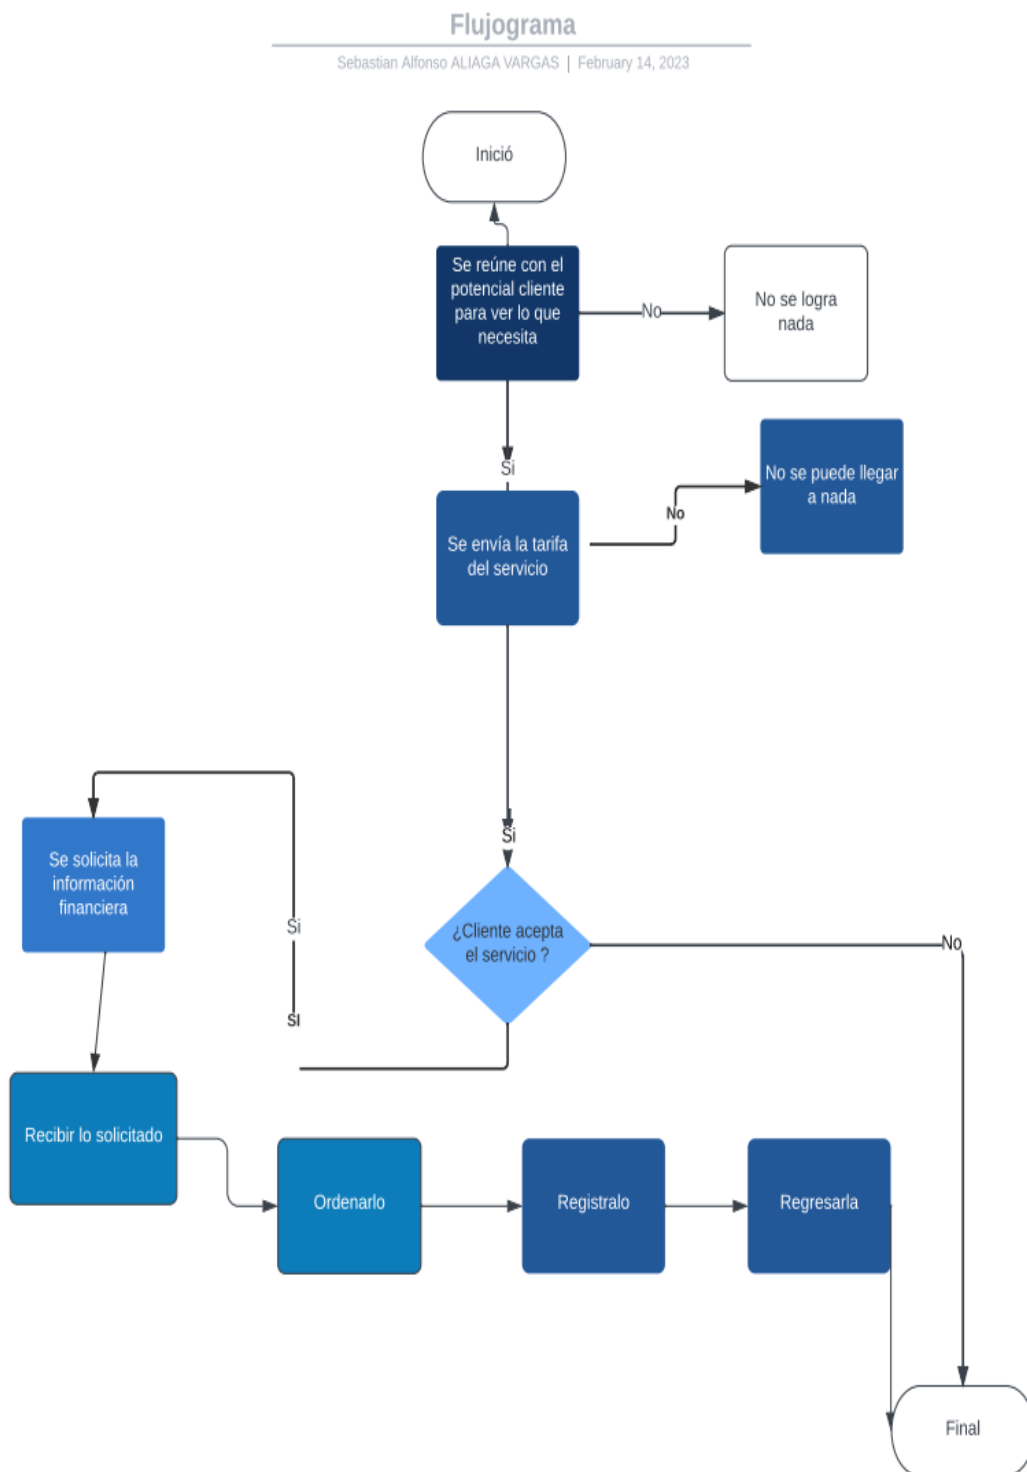 Flujograma
Sebastian Alfonso ALIAGA VARGAS | February 14, 2023
Inició
Se reúne con el
potencial cliente
para ver lo que
necesita
No
No se logra
nada
Si
Se envía la tarifa
del servicio
No
No se puede llegar
a nada
Si
¿Cliente acepta
el servicio ?
No
Si
SI
Se solicita la
información
financiera
Recibir lo solicitado
Ordenarlo
Registralo
Regresarla
Final